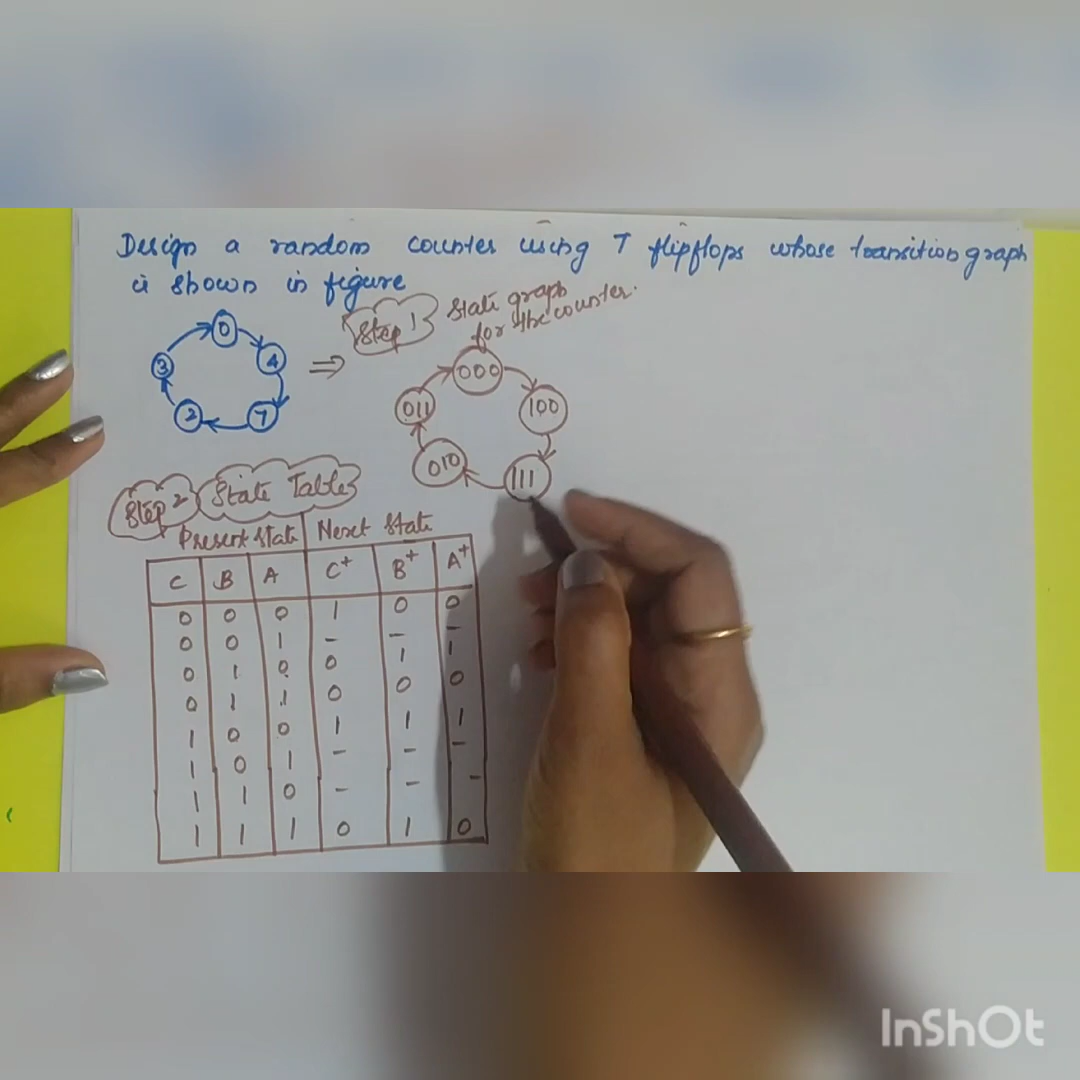 Design a random counter using T flipflops whose transition graph
is shown in figure
Step 1
State graph
for the counter.
0
4
7
2
3
⇒
000
100
111
010
011
Step 2 State Table
Present state Next state
C B A C+ B+ A+
0 0 0 1 0 0
0 0 1 - - -
0 1 0 0 1 1
0 1 1 0 0 0
1 0 0 1 1 1
1 0 1 - - -
1 1 0 - - -
1 1 1 0 1 0
InShOt